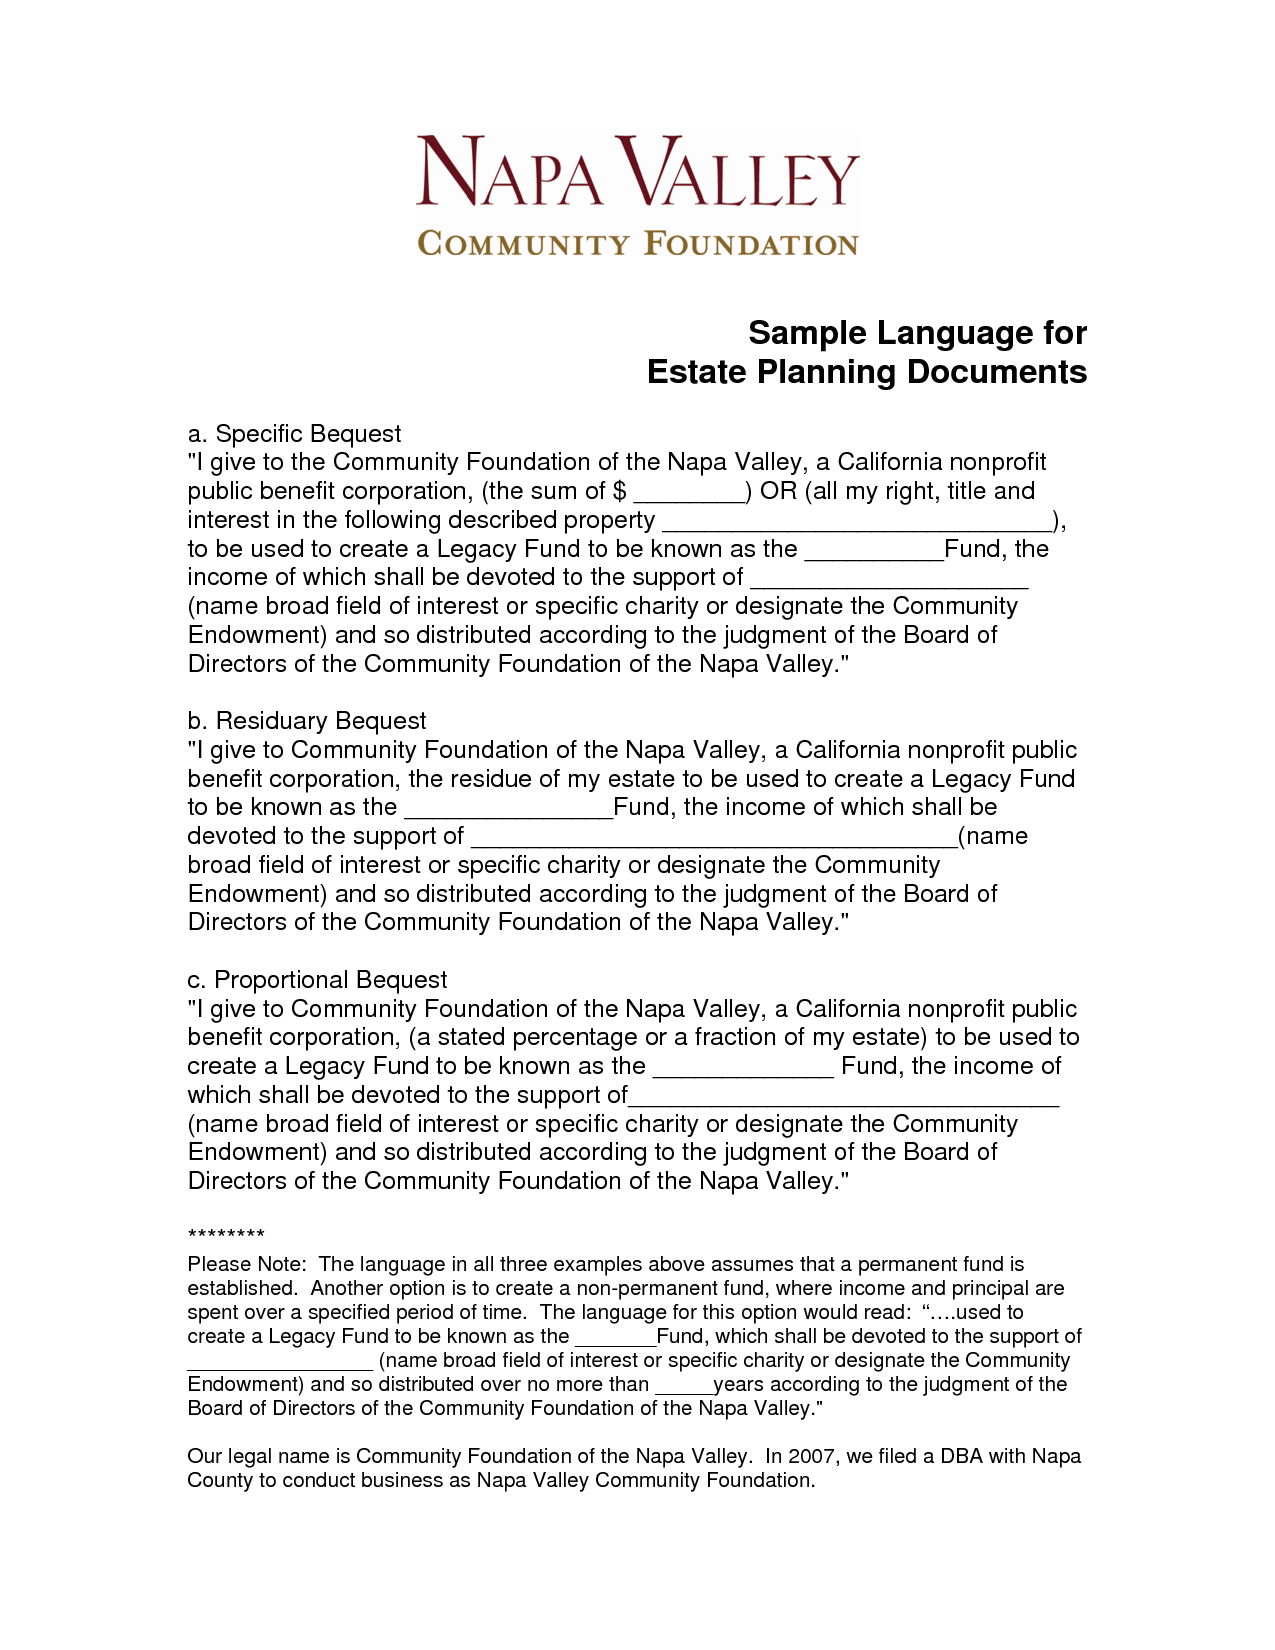 NAPA VALLEY
COMMUNITY FOUNDATION
Sample Language for
Estate Planning Documents
a. Specific Bequest
"I give to the Community Foundation of the Napa Valley, a California nonprofit
public benefit corporation, (the sum of $ ________) OR (all my right, title and
interest in the following described property ____________________________),
to be used to create a Legacy Fund to be known as the __________Fund, the
income of which shall be devoted to the support of ____________________
(name broad field of interest or specific charity or designate the Community
Endowment) and so distributed according to the judgment of the Board of
Directors of the Community Foundation of the Napa Valley."
b. Residuary Bequest
"I give to Community Foundation of the Napa Valley, a California nonprofit public
benefit corporation, the residue of my estate to be used to create a Legacy Fund
to be known as the _______________Fund, the income of which shall be
devoted to the support of ___________________________________(name
broad field of interest or specific charity or designate the Community
Endowment) and so distributed according to the judgment of the Board of
Directors of the Community Foundation of the Napa Valley."
c. Proportional Bequest
"I give to Community Foundation of the Napa Valley, a California nonprofit public
benefit corporation, (a stated percentage or a fraction of my estate) to be used to
create a Legacy Fund to be known as the _____________ Fund, the income of
which shall be devoted to the support of_______________________________
(name broad field of interest or specific charity or designate the Community
Endowment) and so distributed according to the judgment of the Board of
Directors of the Community Foundation of the Napa Valley."
********
Please Note:  The language in all three examples above assumes that a permanent fund is
established.  Another option is to create a non-permanent fund, where income and principal are
spent over a specified period of time.  The language for this option would read:  “….used to
create a Legacy Fund to be known as the _______Fund, which shall be devoted to the support of
________________ (name broad field of interest or specific charity or designate the Community
Endowment) and so distributed over no more than _____years according to the judgment of the
Board of Directors of the Community Foundation of the Napa Valley."
Our legal name is Community Foundation of the Napa Valley.  In 2007, we filed a DBA with Napa
County to conduct business as Napa Valley Community Foundation.